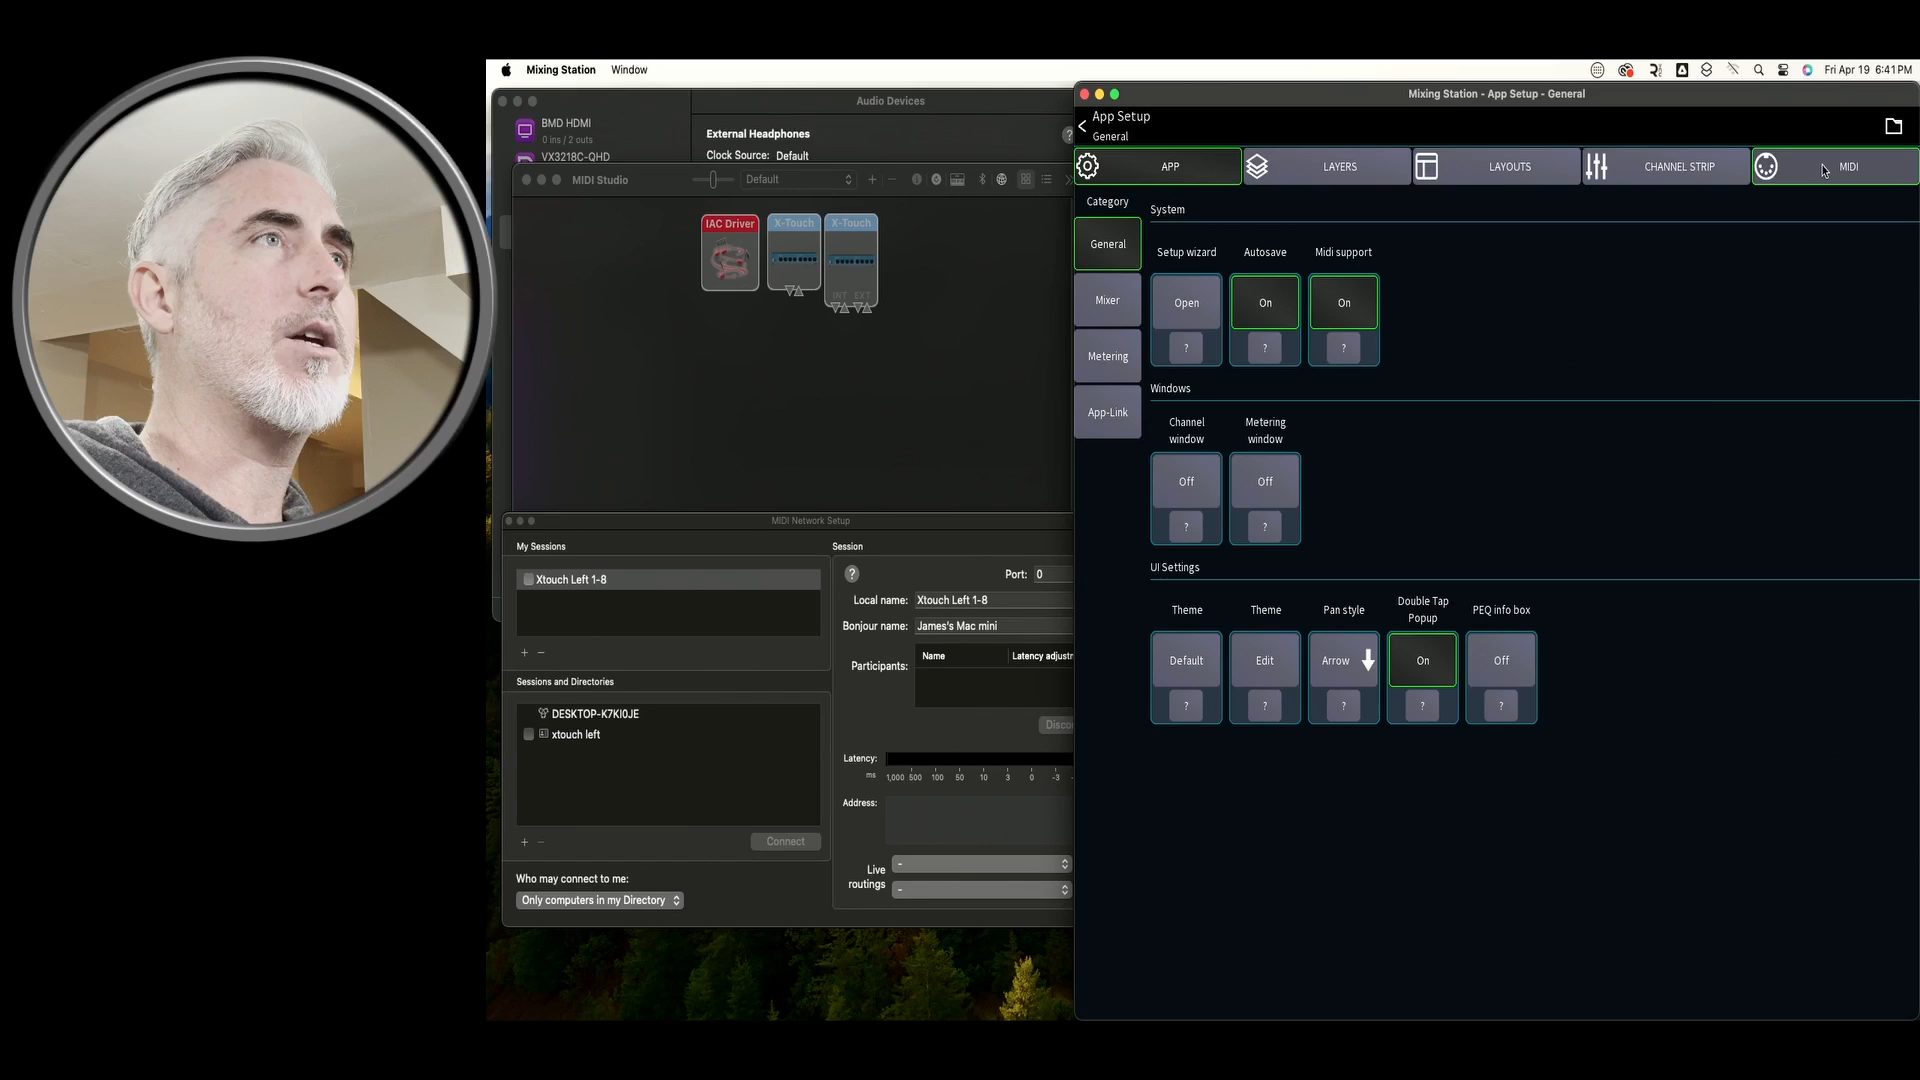 Mixing Station
Window
Fri Apr 19 6:41 PM
Audio Devices
BMD HDMI
0 ins / 2 outs
VX3218C-QHD
External Headphones
?
Clock Source: Default
MIDI Studio
Default
IAC Driver
X-Touch
X-Touch
INT EXT
MIDI Network Setup
My Sessions
Xtouch Left 1-8
Sessions and Directories
DESKTOP-K7KI0JE
xtouch left
Connect
Who may connect to me:
Only computers in my Directory
Session
?
Port: 0
Local name: Xtouch Left 1-8
Bonjour name: James's Mac mini
Participants:
Name
Latency adjustm
Disco
Latency:
ms
1,000 500 100 50 10 3 0 -3
Address:
Live
routings
-
-
Mixing Station - App Setup - General
App Setup
General
APP
LAYERS
LAYOUTS
CHANNEL STRIP
MIDI
Category
General
Mixer
Metering
App-Link
System
Setup wizard
Autosave
Midi support
Open
On
On
?
?
?
Windows
Channel
window
Metering
window
Off
Off
?
?
UI Settings
Theme
Theme
Pan style
Double Tap
Popup
PEQ info box
Default
Edit
Arrow
On
Off
?
?
?
?
?